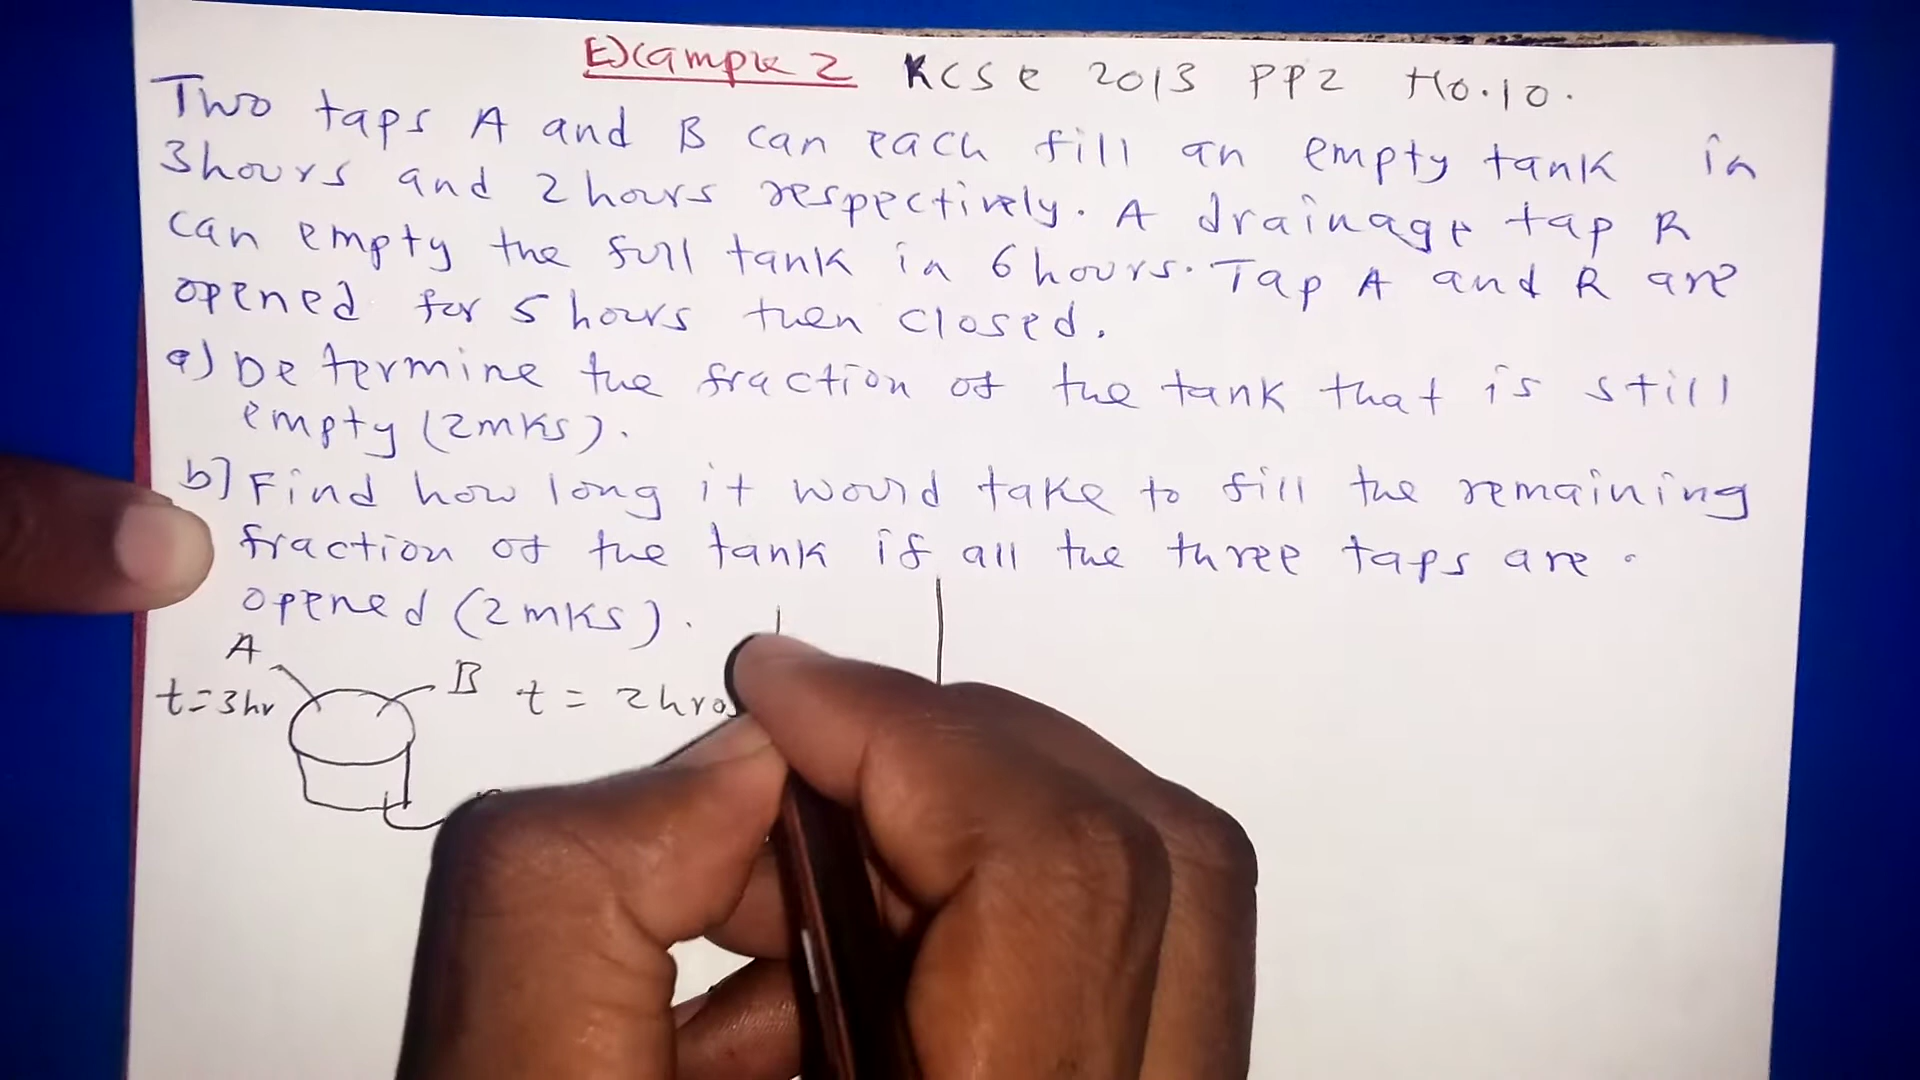 Example 2 KCSE 2013 PP2 No.10.
Two taps A and B can each fill an empty tank in
3hours and 2hours respectively. A drainage tap R
can empty the full tank in 6hours. Tap A and R are
opened for 5 hours then closed.
a) Determine the fraction of the tank that is still
empty (2mks).
b] Find how long it would take to fill the remaining
fraction of the tank if all the three taps are
opened (2mks).
A
B t = 2hrs
t=3hr